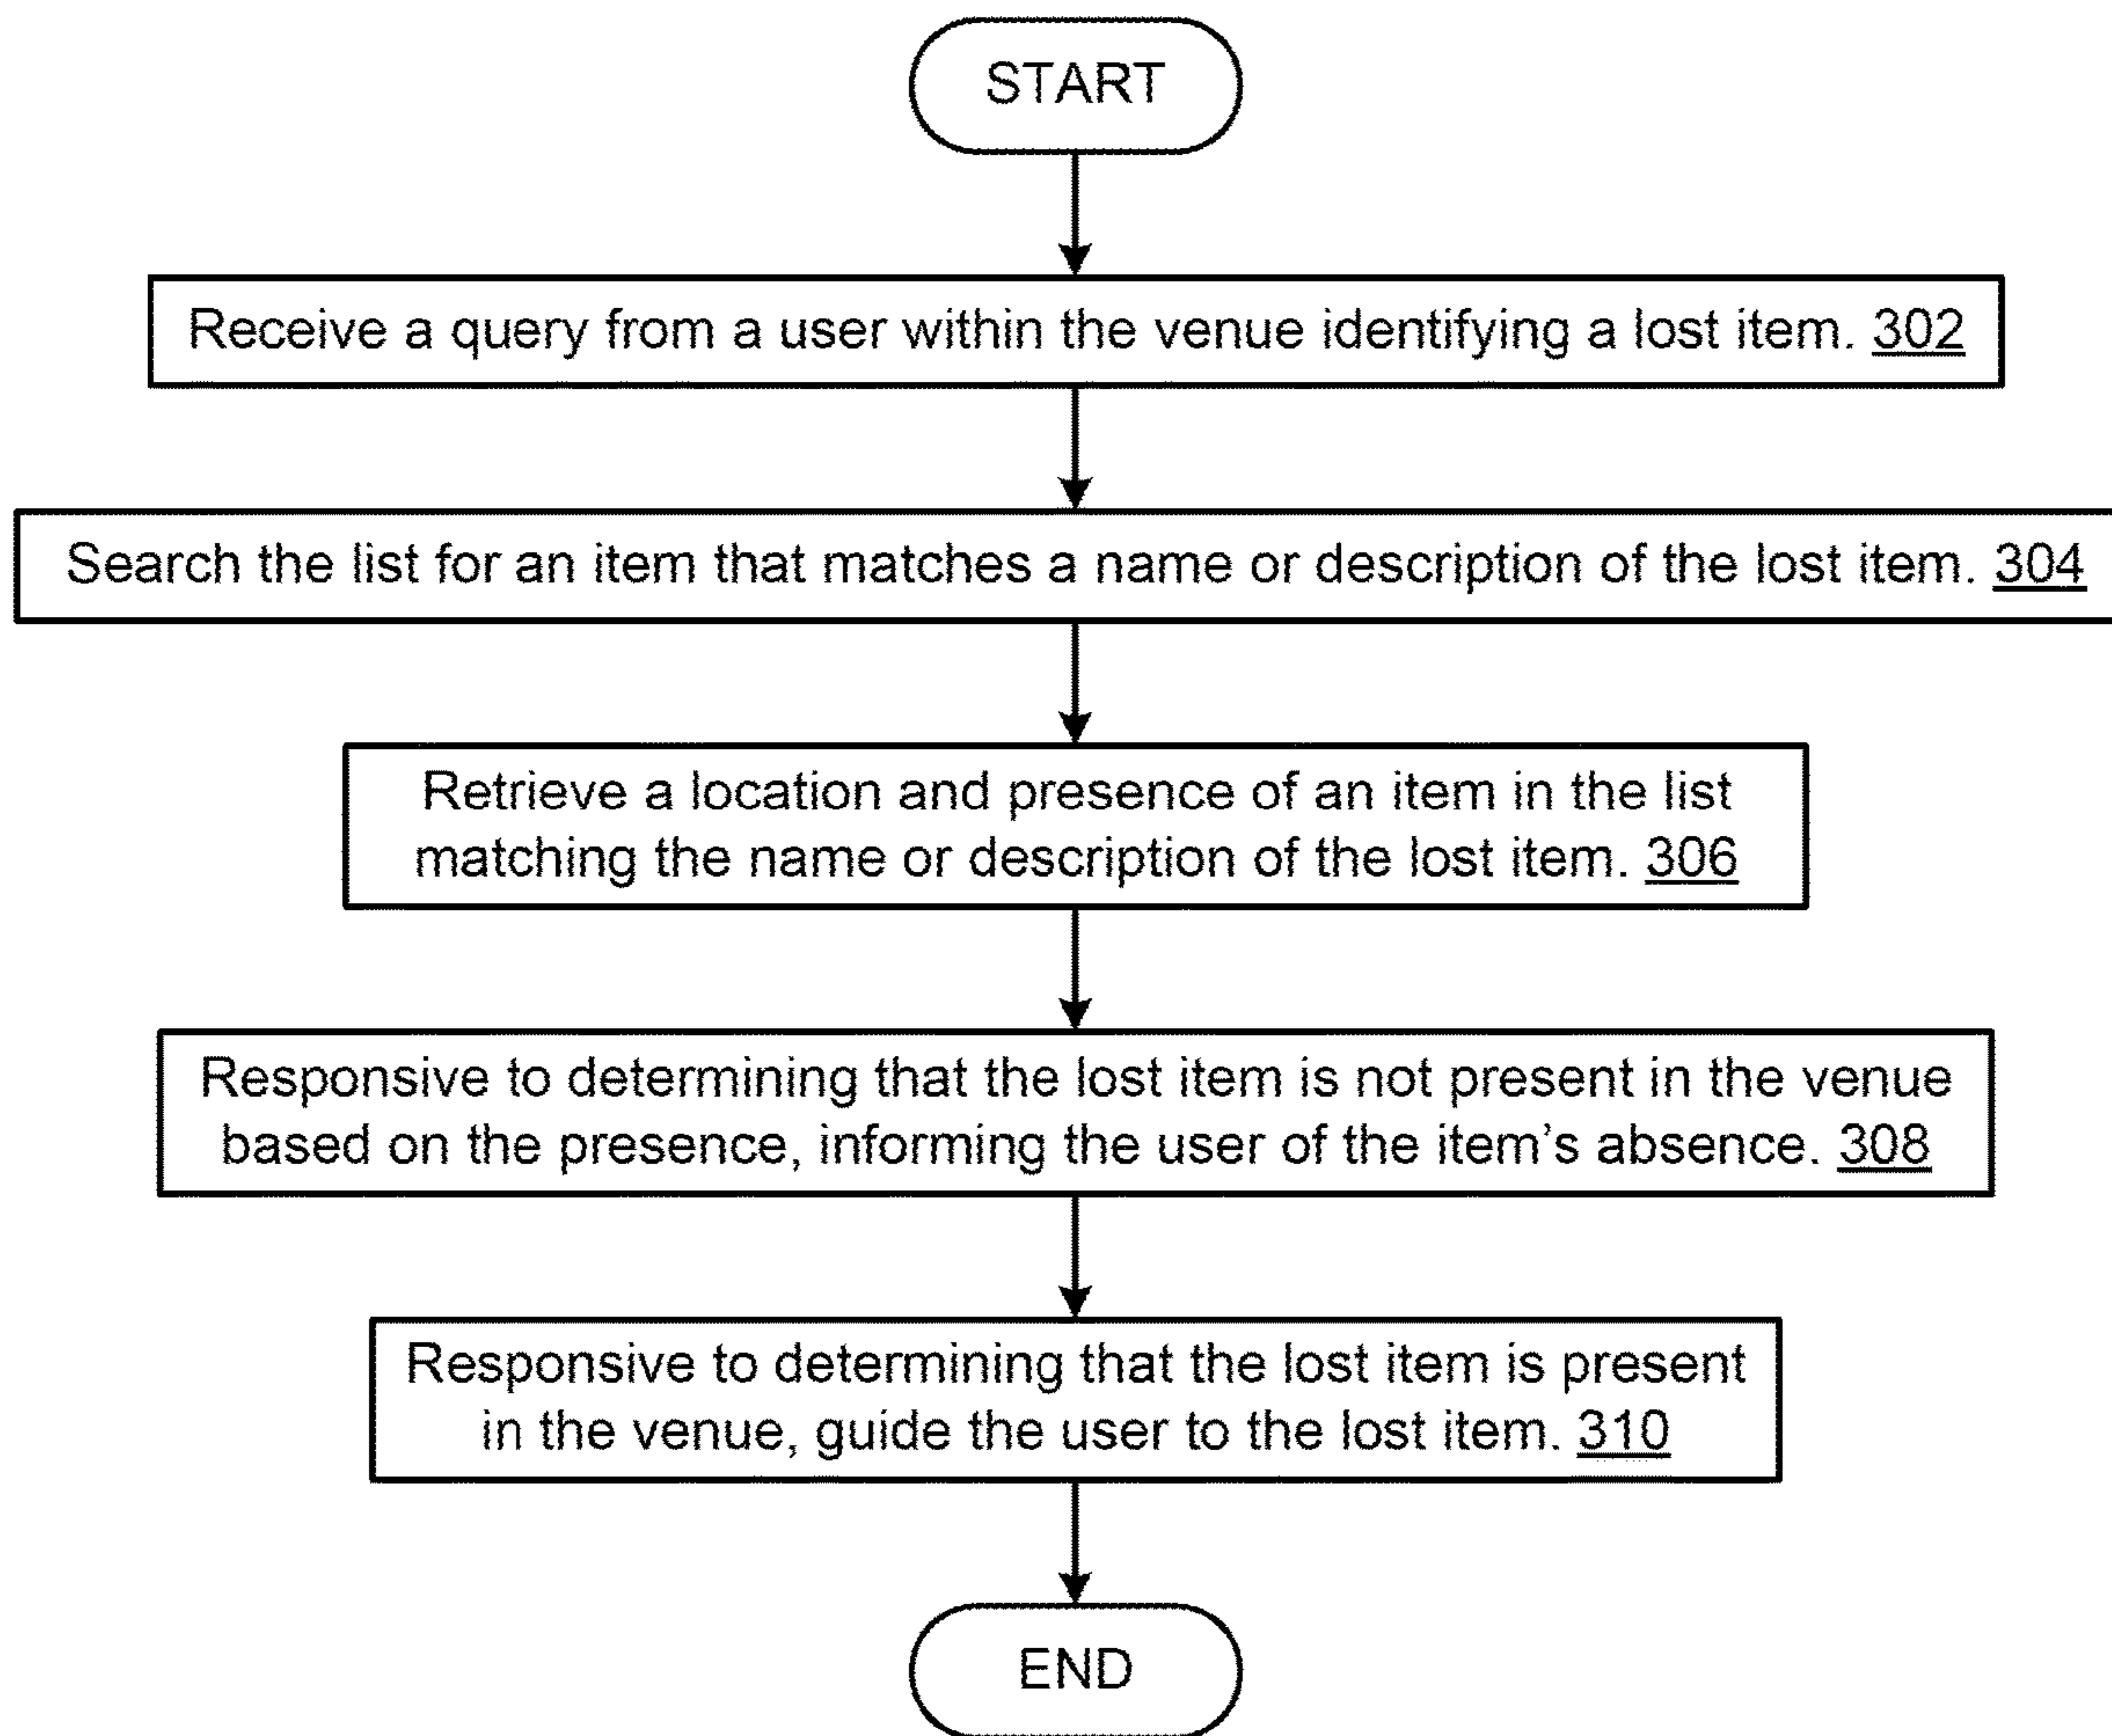 START
Receive a query from a user within the venue identifying a lost item. 302
Search the list for an item that matches a name or description of the lost item. 304
Retrieve a location and presence of an item in the list
matching the name or description of the lost item. 306
Responsive to determining that the lost item is not present in the venue
based on the presence, informing the user of the item's absence. 308
Responsive to determining that the lost item is present
in the venue, guide the user to the lost item. 310
END